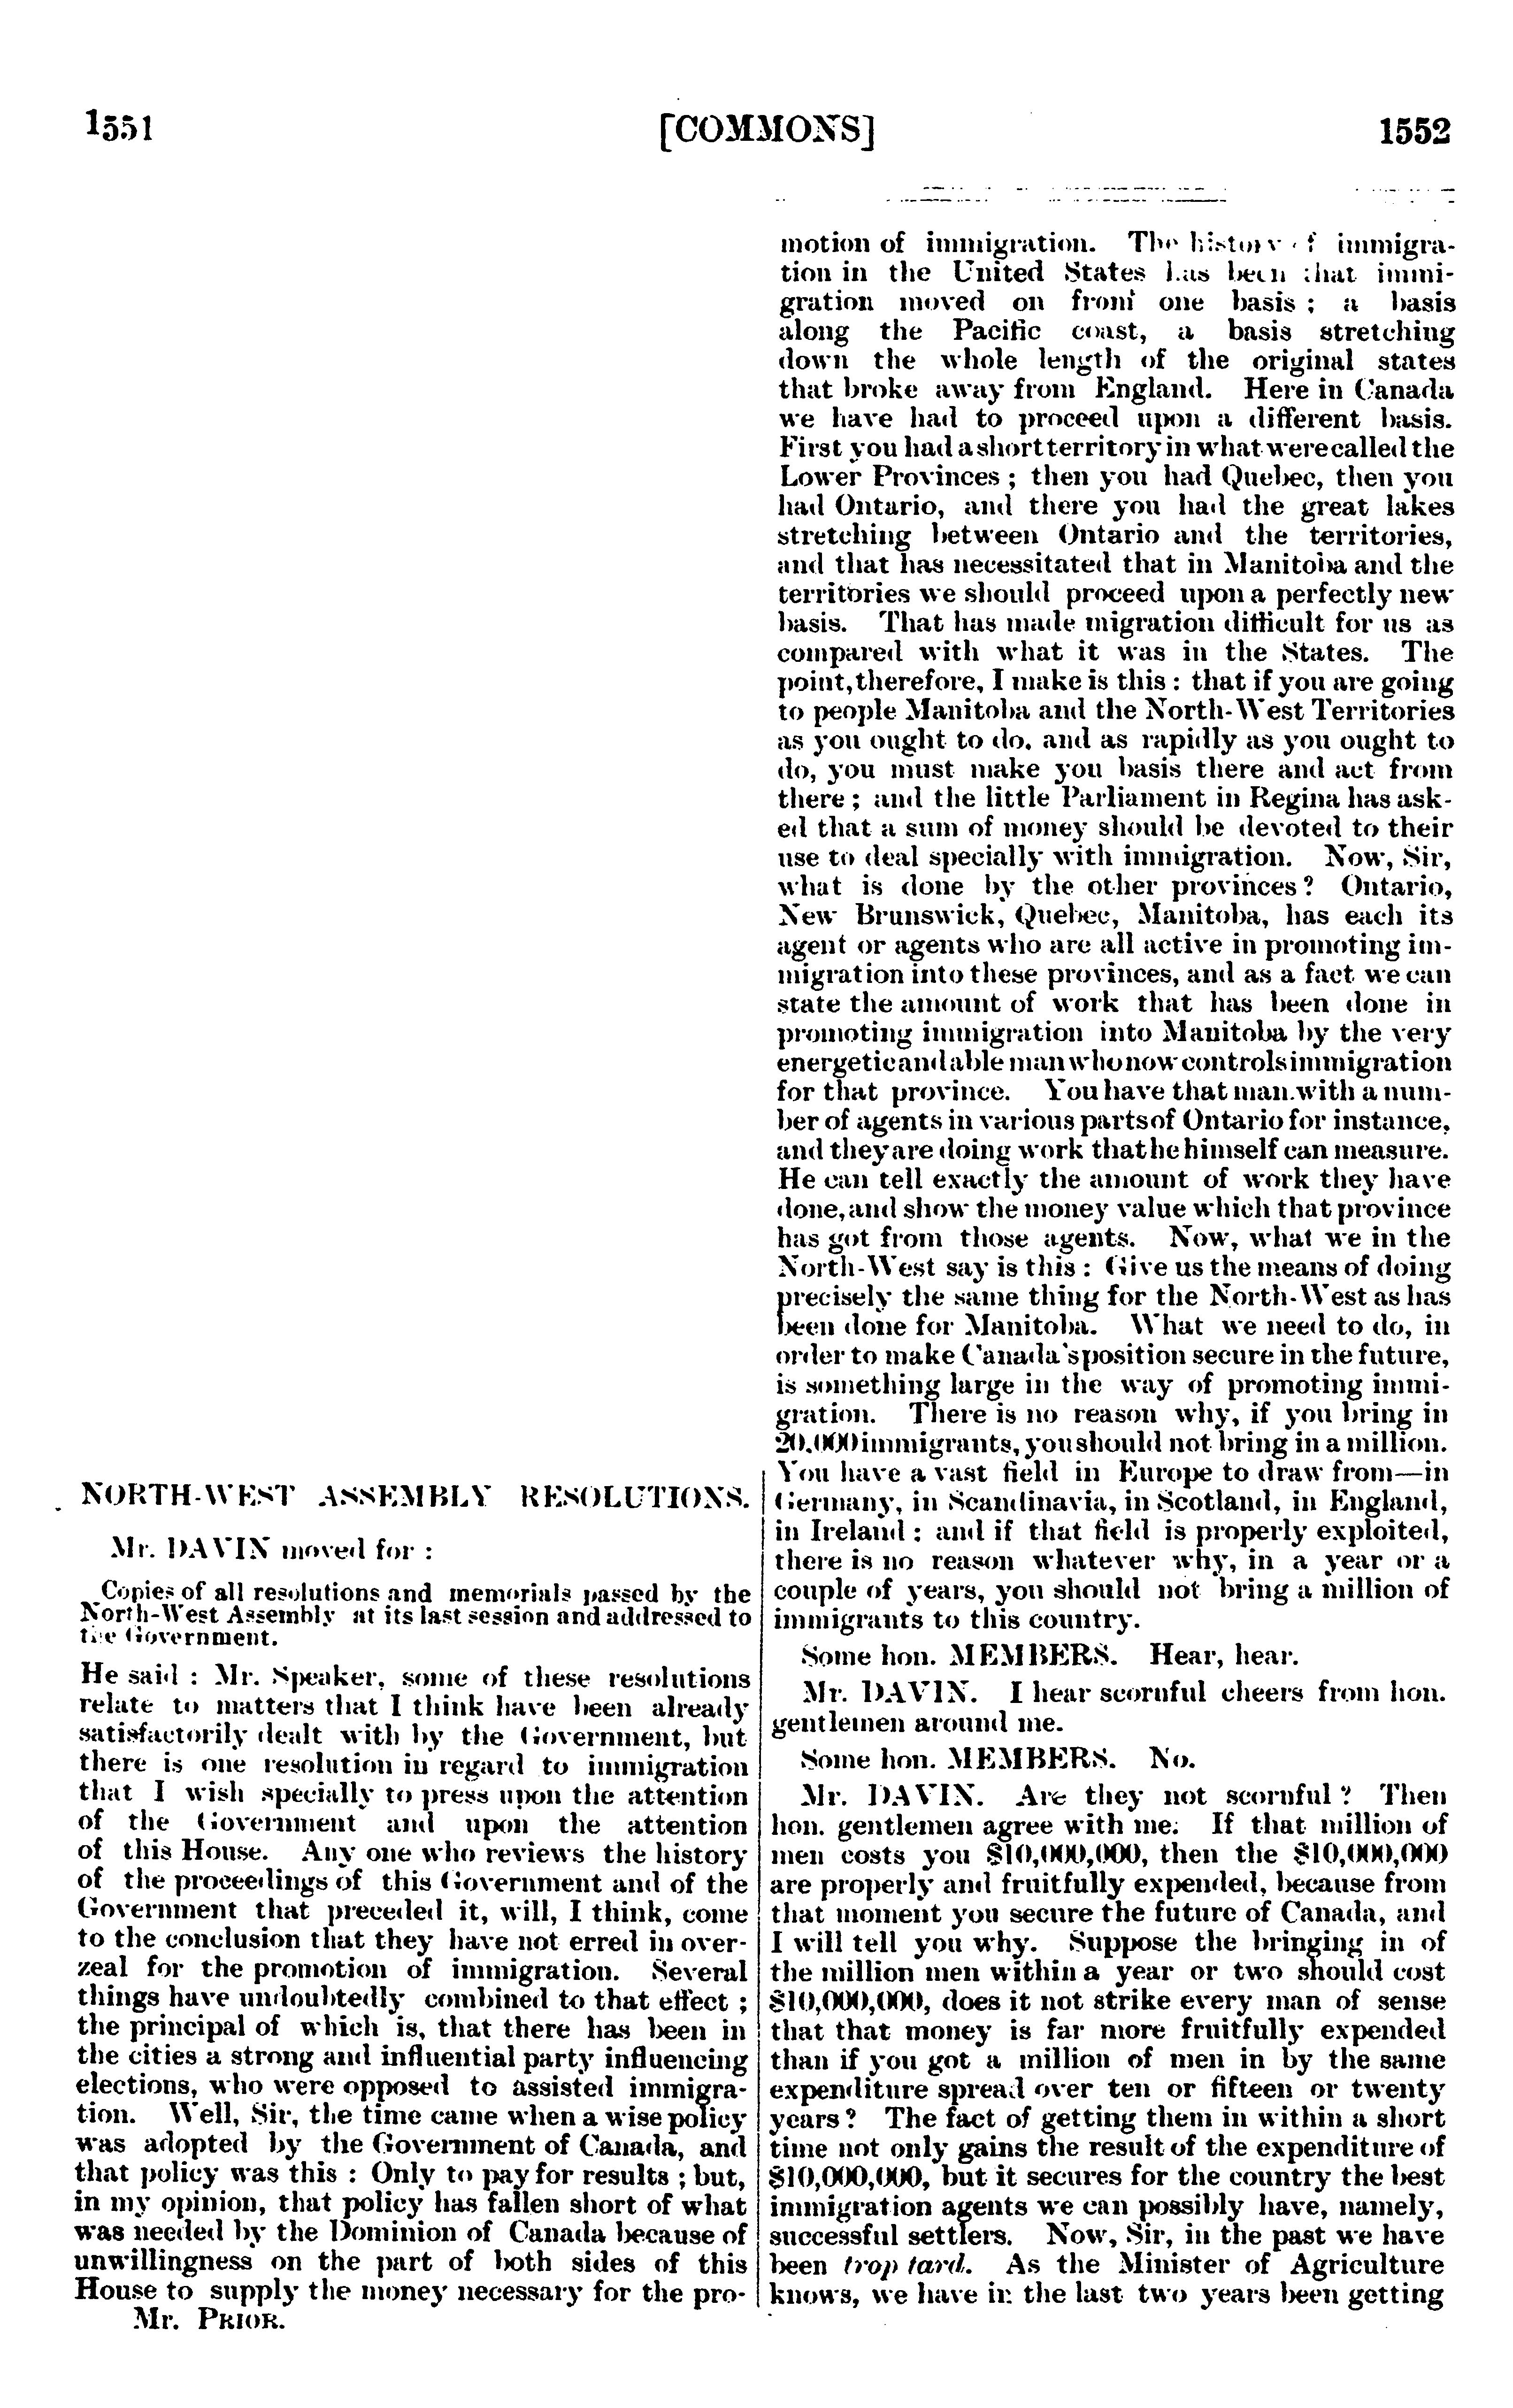 1551
[COMMONS]
1552
NORTH-WEST ASSEMBLY RESOLUTIONS.
Mr. DAVIN moved for :
Copies of all resolutions and memorials passed by the
North-West Assembly at its last session and addressed to
the Government.
He said : Mr. Speaker, some of these resolutions
relate to matters that I think have been already
satisfactorily dealt with by the Government, but
there is one resolution in regard to immigration
that I wish specially to press upon the attention
of the Government and upon the attention
of this House. Any one who reviews the history
of the proceedings of this Government and of the
Government that preceded it, will, I think, come
to the conclusion that they have not erred in over-
zeal for the promotion of immigration. Several
things have undoubtedly combined to that effect ;
the principal of which is, that there has been in
the cities a strong and influential party influencing
elections, who were opposed to assisted immigra-
tion. Well, Sir, the time came when a wise policy
was adopted by the Government of Canada, and
that policy was this : Only to pay for results ; but,
in my opinion, that policy has fallen short of what
was needed by the Dominion of Canada because of
unwillingness on the part of both sides of this
House to supply the money necessary for the pro-
Mr. PRIOR.
motion of immigration. The history of immigra-
tion in the United States has been that immi-
gration moved on from one basis ; a basis
along the Pacific coast, a basis stretching
down the whole length of the original states
that broke away from England. Here in Canada
we have had to proceed upon a different basis.
First you had a short territory in what were called the
Lower Provinces ; then you had Quebec, then you
had Ontario, and there you had the great lakes
stretching between Ontario and the territories,
and that has necessitated that in Manitoba and the
territories we should proceed upon a perfectly new
basis. That has made migration difficult for us as
compared with what it was in the States. The
point, therefore, I make is this : that if you are going
to people Manitoba and the North-West Territories
as you ought to do, and as rapidly as you ought to
do, you must make you basis there and act from
there ; and the little Parliament in Regina has ask-
ed that a sum of money should be devoted to their
use to deal specially with immigration. Now, Sir,
what is done by the other provinces? Ontario,
New Brunswick, Quebec, Manitoba, has each its
agent or agents who are all active in promoting im-
migration into these provinces, and as a fact we can
state the amount of work that has been done in
promoting immigration into Manitoba by the very
energetic and able man who now controls immigration
for that province. You have that man with a num-
ber of agents in various parts of Ontario for instance,
and they are doing work that he himself can measure.
He can tell exactly the amount of work they have
done, and show the money value which that province
has got from those agents. Now, what we in the
North-West say is this : Give us the means of doing
precisely the same thing for the North-West as has
been done for Manitoba. What we need to do, in
order to make Canada's position secure in the future,
is something large in the way of promoting immi-
gration. There is no reason why, if you bring in
20,000 immigrants, you should not bring in a million.
You have a vast field in Europe to draw from—in
Germany, in Scandinavia, in Scotland, in England,
in Ireland ; and if that field is properly exploited,
there is no reason whatever why, in a year or a
couple of years, you should not bring a million of
immigrants to this country.
Some hon. MEMBERS. Hear, hear.
Mr. DAVIN. I hear scornful cheers from hon.
gentlemen around me.
Some hon. MEMBERS. No.
Mr. DAVIN. Are they not scornful ? Then
hon. gentlemen agree with me. If that million of
men costs you $10,000,000, then the $10,000,000
are properly and fruitfully expended, because from
that moment you secure the future of Canada, and
I will tell you why. Suppose the bringing in of
the million men within a year or two should cost
$10,000,000, does it not strike every man of sense
that that money is far more fruitfully expended
than if you got a million of men in by the same
expenditure spread over ten or fifteen or twenty
years ? The fact of getting them in within a short
time not only gains the result of the expenditure of
$10,000,000, but it secures for the country the best
immigration agents we can possibly have, namely,
successful settlers. Now, Sir, in the past we have
been trop tard. As the Minister of Agriculture
knows, we have in the last two years been getting